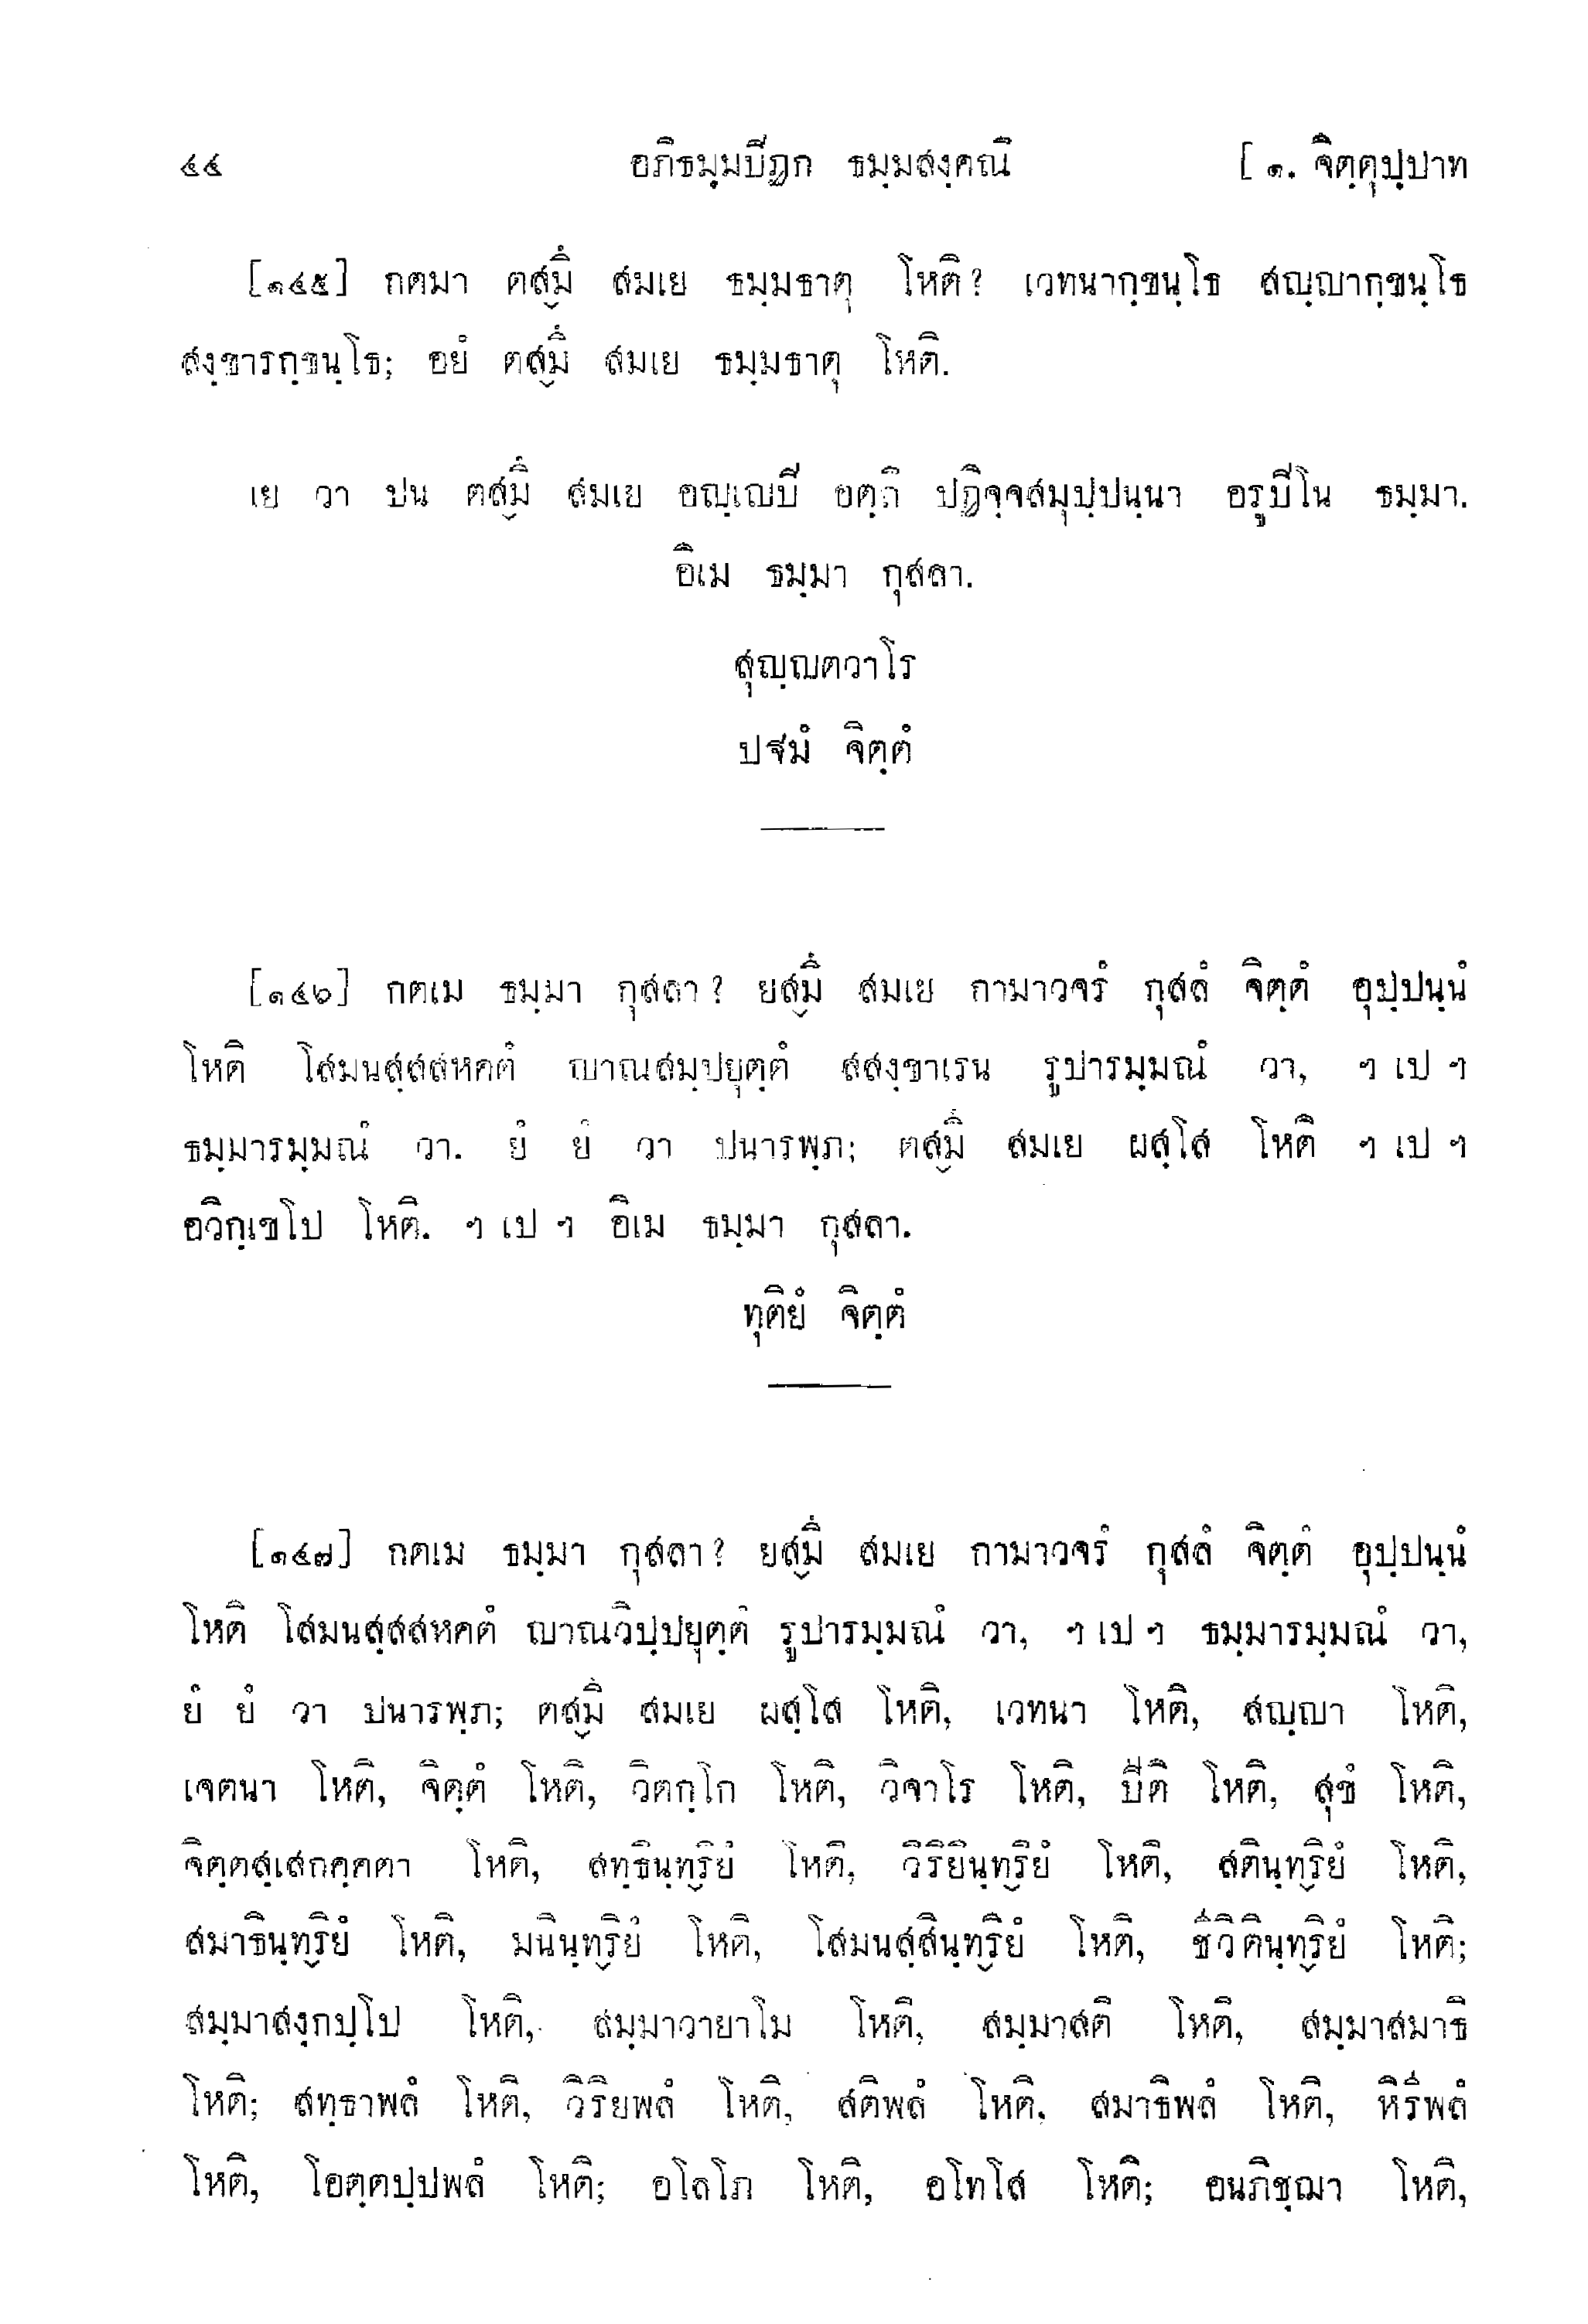 ๔๔ อภิธมฺมปิฏก ธมฺมสงฺคณิ [ ๑. จิตฺตุปฺปาท
[๑๔๕] กตมา ตสฺมึ สมเย ธมฺมธาตุ โหติ? เวทนากฺขนฺโธ สญฺญากฺขนฺโธ
สงฺขารกฺขนฺโธ; อยํ ตสฺมึ สมเย ธมฺมธาตุ โหติ.
เย วา ปน ตสฺมึ สมเย อญฺเญปิ อตฺถิ ปฏิจฺจสมุปฺปนฺนา อรูปิโน ธมฺมา.
อิเม ธมฺมา กุสลา.
สุญฺญตวาโร
ปฐมํ จิตฺตํ
[๑๔๖] กตเม ธมฺมา กุสลา? ยสฺมึ สมเย กามาวจรํ กุสลํ จิตฺตํ อุปฺปนฺนํ
โหติ โสมนสฺสสหคตํ ญาณสมฺปยุตฺตํ สสงฺขาเรน รูปารมฺมณํ วา, ฯ เป ฯ
ธมฺมารมฺมณํ วา. ยํ ยํ วา ปนารพฺภ; ตสฺมึ สมเย ผสฺโส โหติ ฯ เป ฯ
อวิกฺเขโป โหติ. ฯ เป ฯ อิเม ธมฺมา กุสลา.
ทุติยํ จิตฺตํ
[๑๔๗] กตเม ธมฺมา กุสลา? ยสฺมึ สมเย กามาวจรํ กุสลํ จิตฺตํ อุปฺปนฺนํ
โหติ โสมนสฺสสหคตํ ญาณวิปฺปยุตฺตํ รูปารมฺมณํ วา, ฯ เป ฯ ธมฺมารมฺมณํ วา,
ยํ ยํ วา ปนารพฺภ; ตสฺมึ สมเย ผสฺโส โหติ, เวทนา โหติ, สญฺญา โหติ,
เจตนา โหติ, จิตฺตํ โหติ, วิตกฺโก โหติ, วิจาโร โหติ, ปีติ โหติ, สุขํ โหติ,
จิตฺตสฺเสกคฺคตา โหติ, สทฺธินฺทฺริยํ โหติ, วิริยินฺทฺริยํ โหติ, สตินฺทฺริยํ โหติ,
สมาธินฺทฺริยํ โหติ, มนินฺทฺริยํ โหติ, โสมนสฺสินฺทฺริยํ โหติ, ชีวิตินฺทฺริยํ โหติ;
สมฺมาสงฺกปฺโป โหติ, สมฺมาวายาโม โหติ, สมฺมาสติ โหติ, สมฺมาสมาธิ
โหติ; สทฺธาพลํ โหติ, วิริยพลํ โหติ, สติพลํ โหติ, สมาธิพลํ โหติ, หิริพลํ
โหติ, โอตฺตปฺปพลํ โหติ; อโลโภ โหติ, อโทโส โหติ; อนภิชฺฌา โหติ,